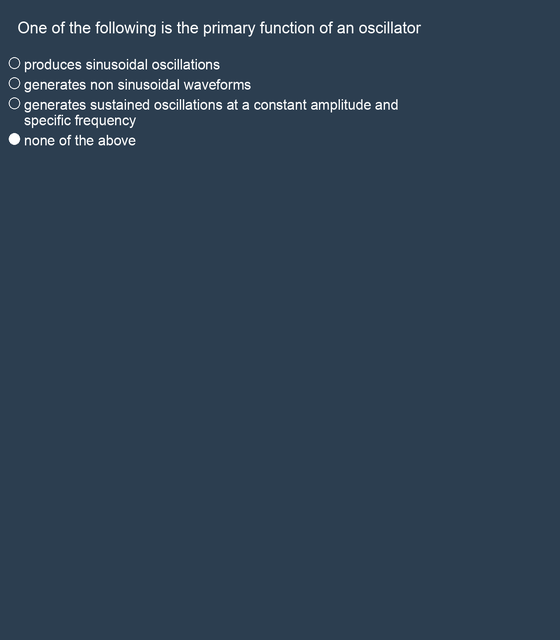 One of the following is the primary function of an oscillator
produces sinusoidal oscillations
generates non sinusoidal waveforms
generates sustained oscillations at a constant amplitude and
specific frequency
none of the above